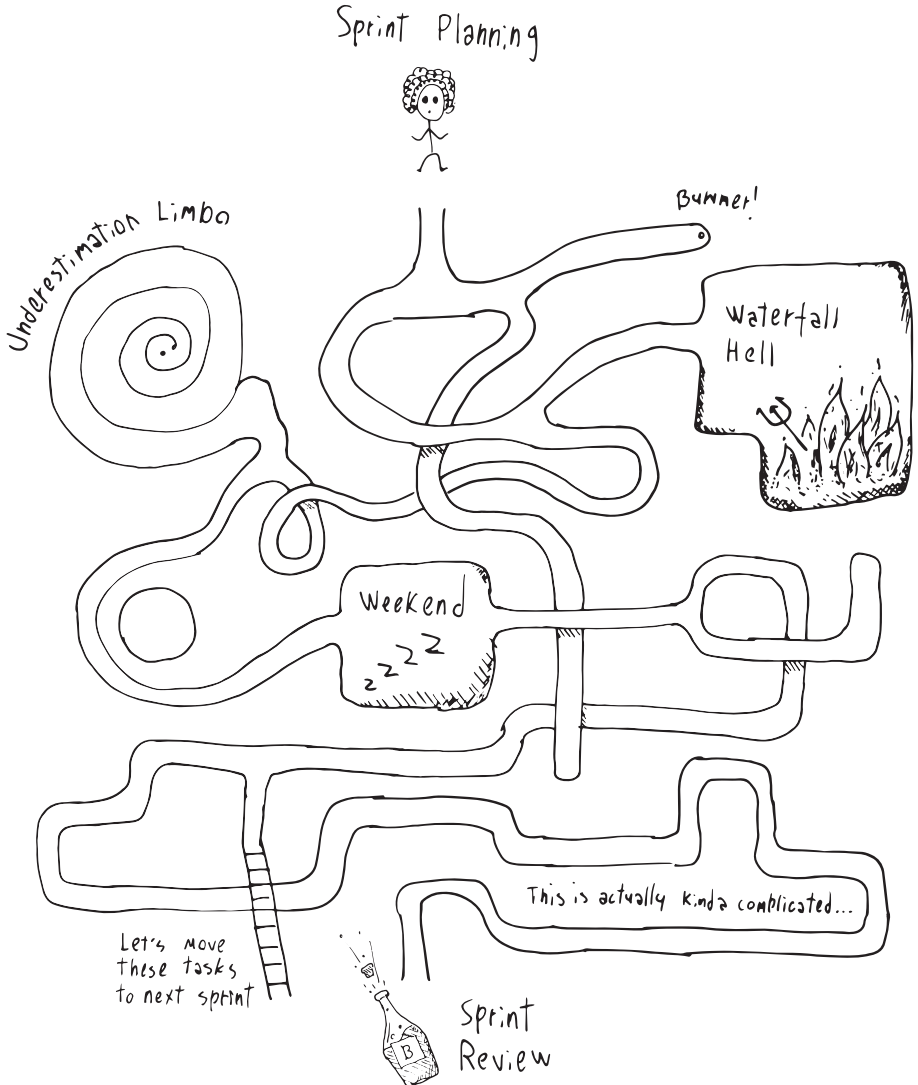 Sprint Planning
Underestimation Limbo
Bummer!
Waterfall
Hell
Weekend
z z z z
This is actually kinda complicated...
Let's move
these tasks
to next sprint
B
Sprint
Review